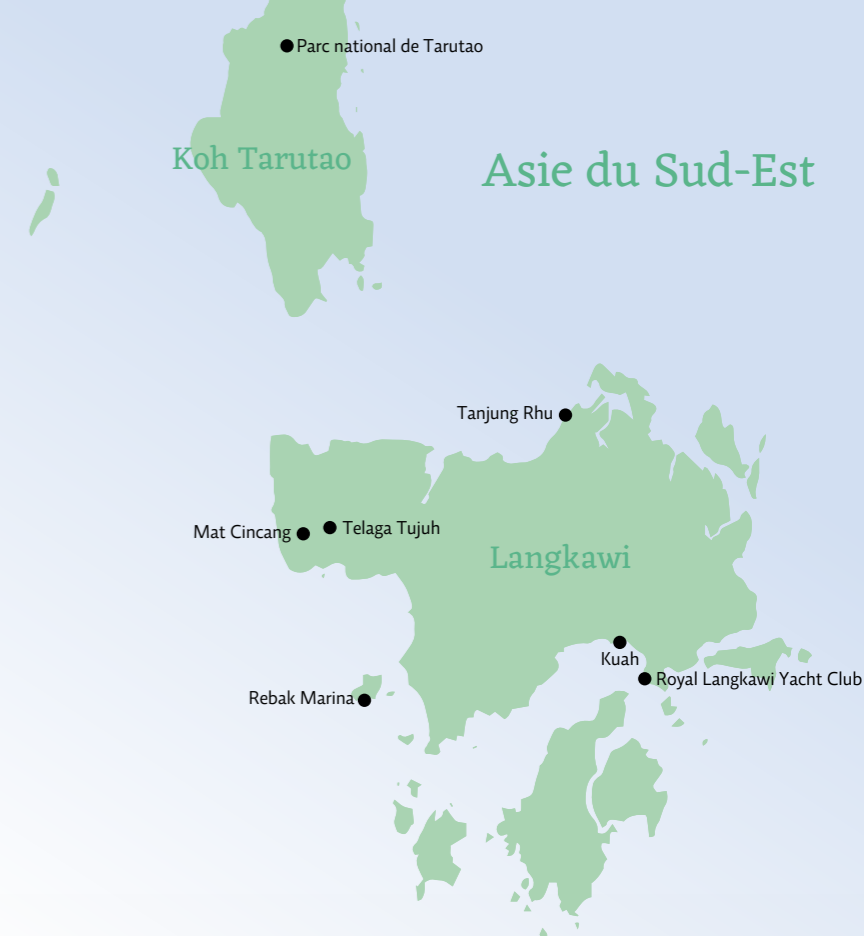 Parc national de Tarutao
Koh Tarutao
Asie du Sud-Est
Tanjung Rhu
Mat Cincang
Telaga Tujuh
Langkawi
Kuah
Royal Langkawi Yacht Club
Rebak Marina